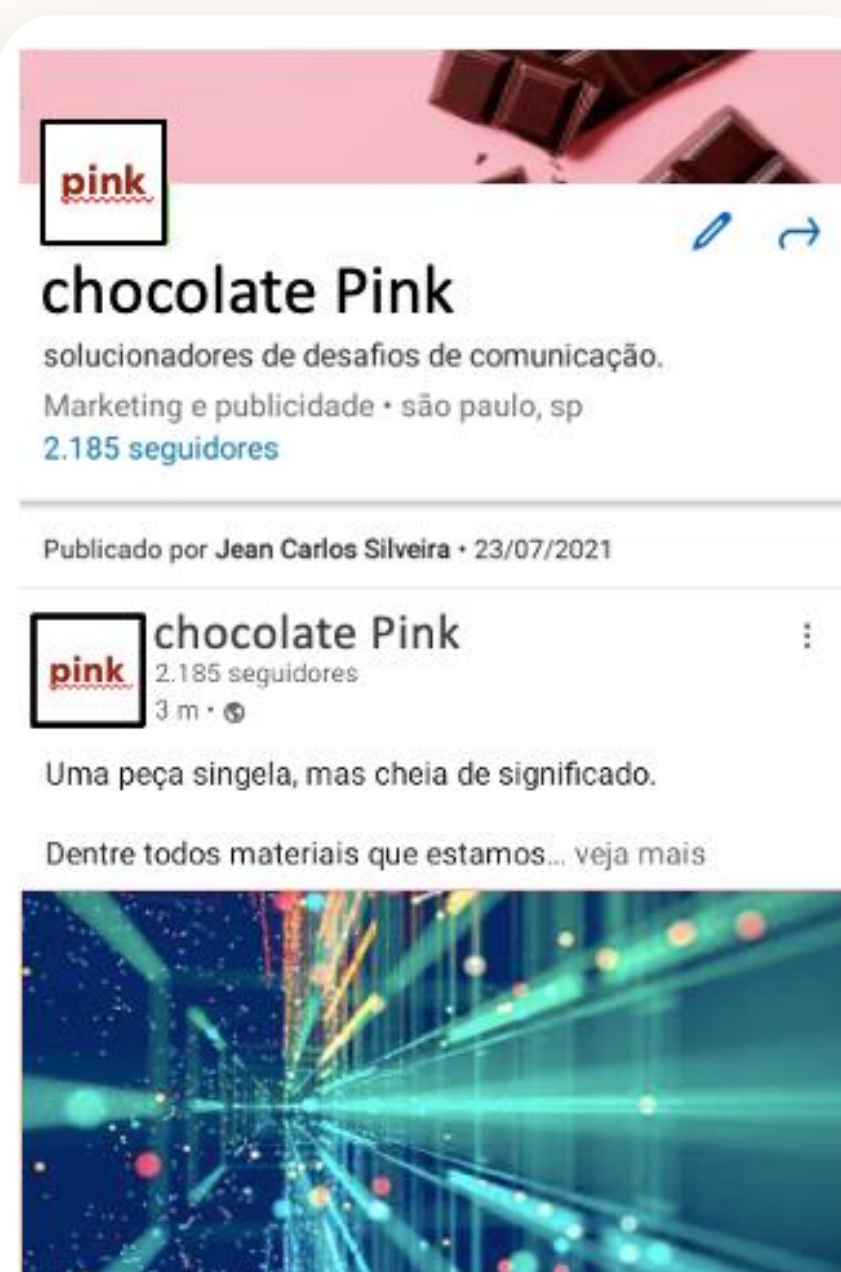 pink
chocolate Pink
solucionadores de desafios de comunicação.
Marketing e publicidade • são paulo, sp
2.185 seguidores
Publicado por Jean Carlos Silveira • 23/07/2021
pink
chocolate Pink
2.185 seguidores
3 m •
Uma peça singela, mas cheia de significado.
Dentre todos materiais que estamos... veja mais